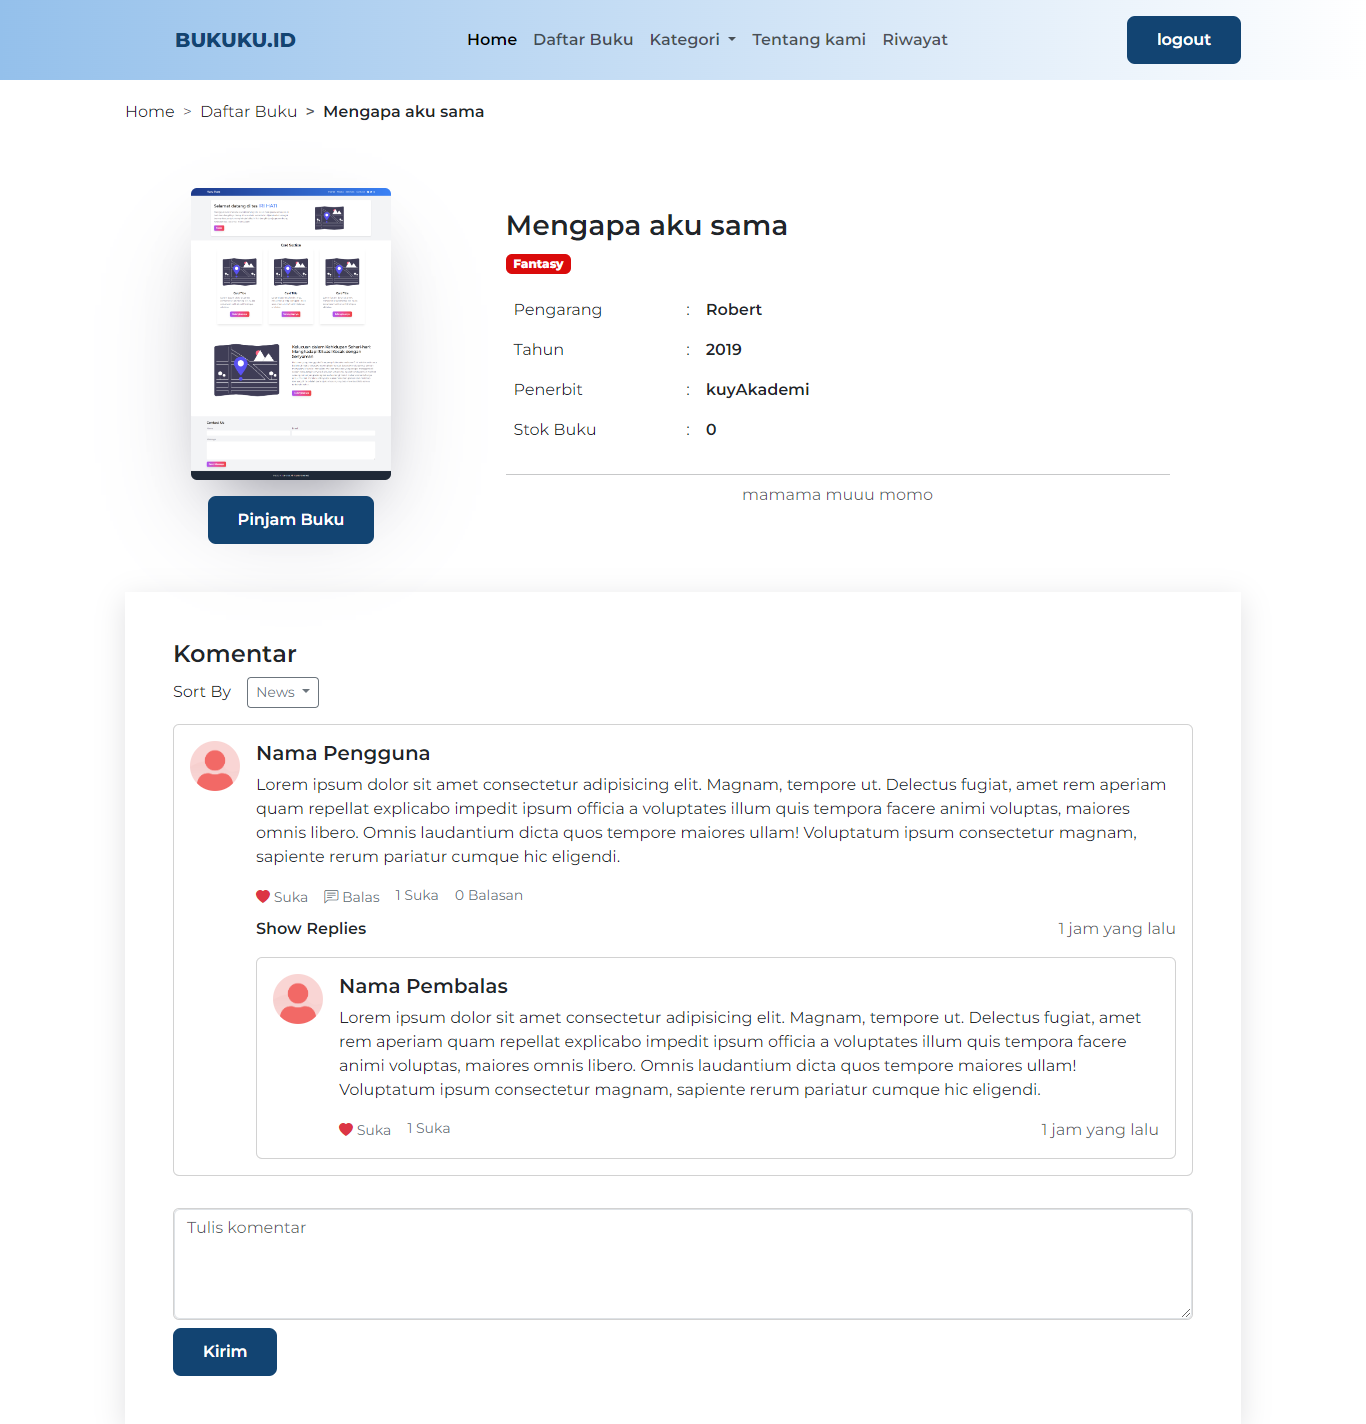 BUKUKU.ID
Home Daftar Buku Kategori Tentang kami Riwayat
logout
Home > Daftar Buku > Mengapa aku sama
Selamat datang di tes
Mengapa aku sama
Fantasy
Pengarang : Robert
Tahun : 2019
Penerbit : kuyAkademi
Stok Buku : 0
mamama muuu momo
Pinjam Buku
Komentar
Sort By News
Nama Pengguna
Lorem ipsum dolor sit amet consectetur adipisicing elit. Magnam, tempore ut. Delectus fugiat, amet rem aperiam
quam repellat explicabo impedit ipsum officia a voluptates illum quis tempora facere animi voluptas, maiores
omnis libero. Omnis laudantium dicta quos tempore maiores ullam! Voluptatum ipsum consectetur magnam,
sapiente rerum pariatur cumque hic eligendi.
Suka Balas 1 Suka 0 Balasan
Show Replies 1 jam yang lalu
Nama Pembalas
Lorem ipsum dolor sit amet consectetur adipisicing elit. Magnam, tempore ut. Delectus fugiat, amet
rem aperiam quam repellat explicabo impedit ipsum officia a voluptates illum quis tempora facere
animi voluptas, maiores omnis libero. Omnis laudantium dicta quos tempore maiores ullam!
Voluptatum ipsum consectetur magnam, sapiente rerum pariatur cumque hic eligendi.
Suka 1 Suka 1 jam yang lalu
Tulis komentar
Kirim